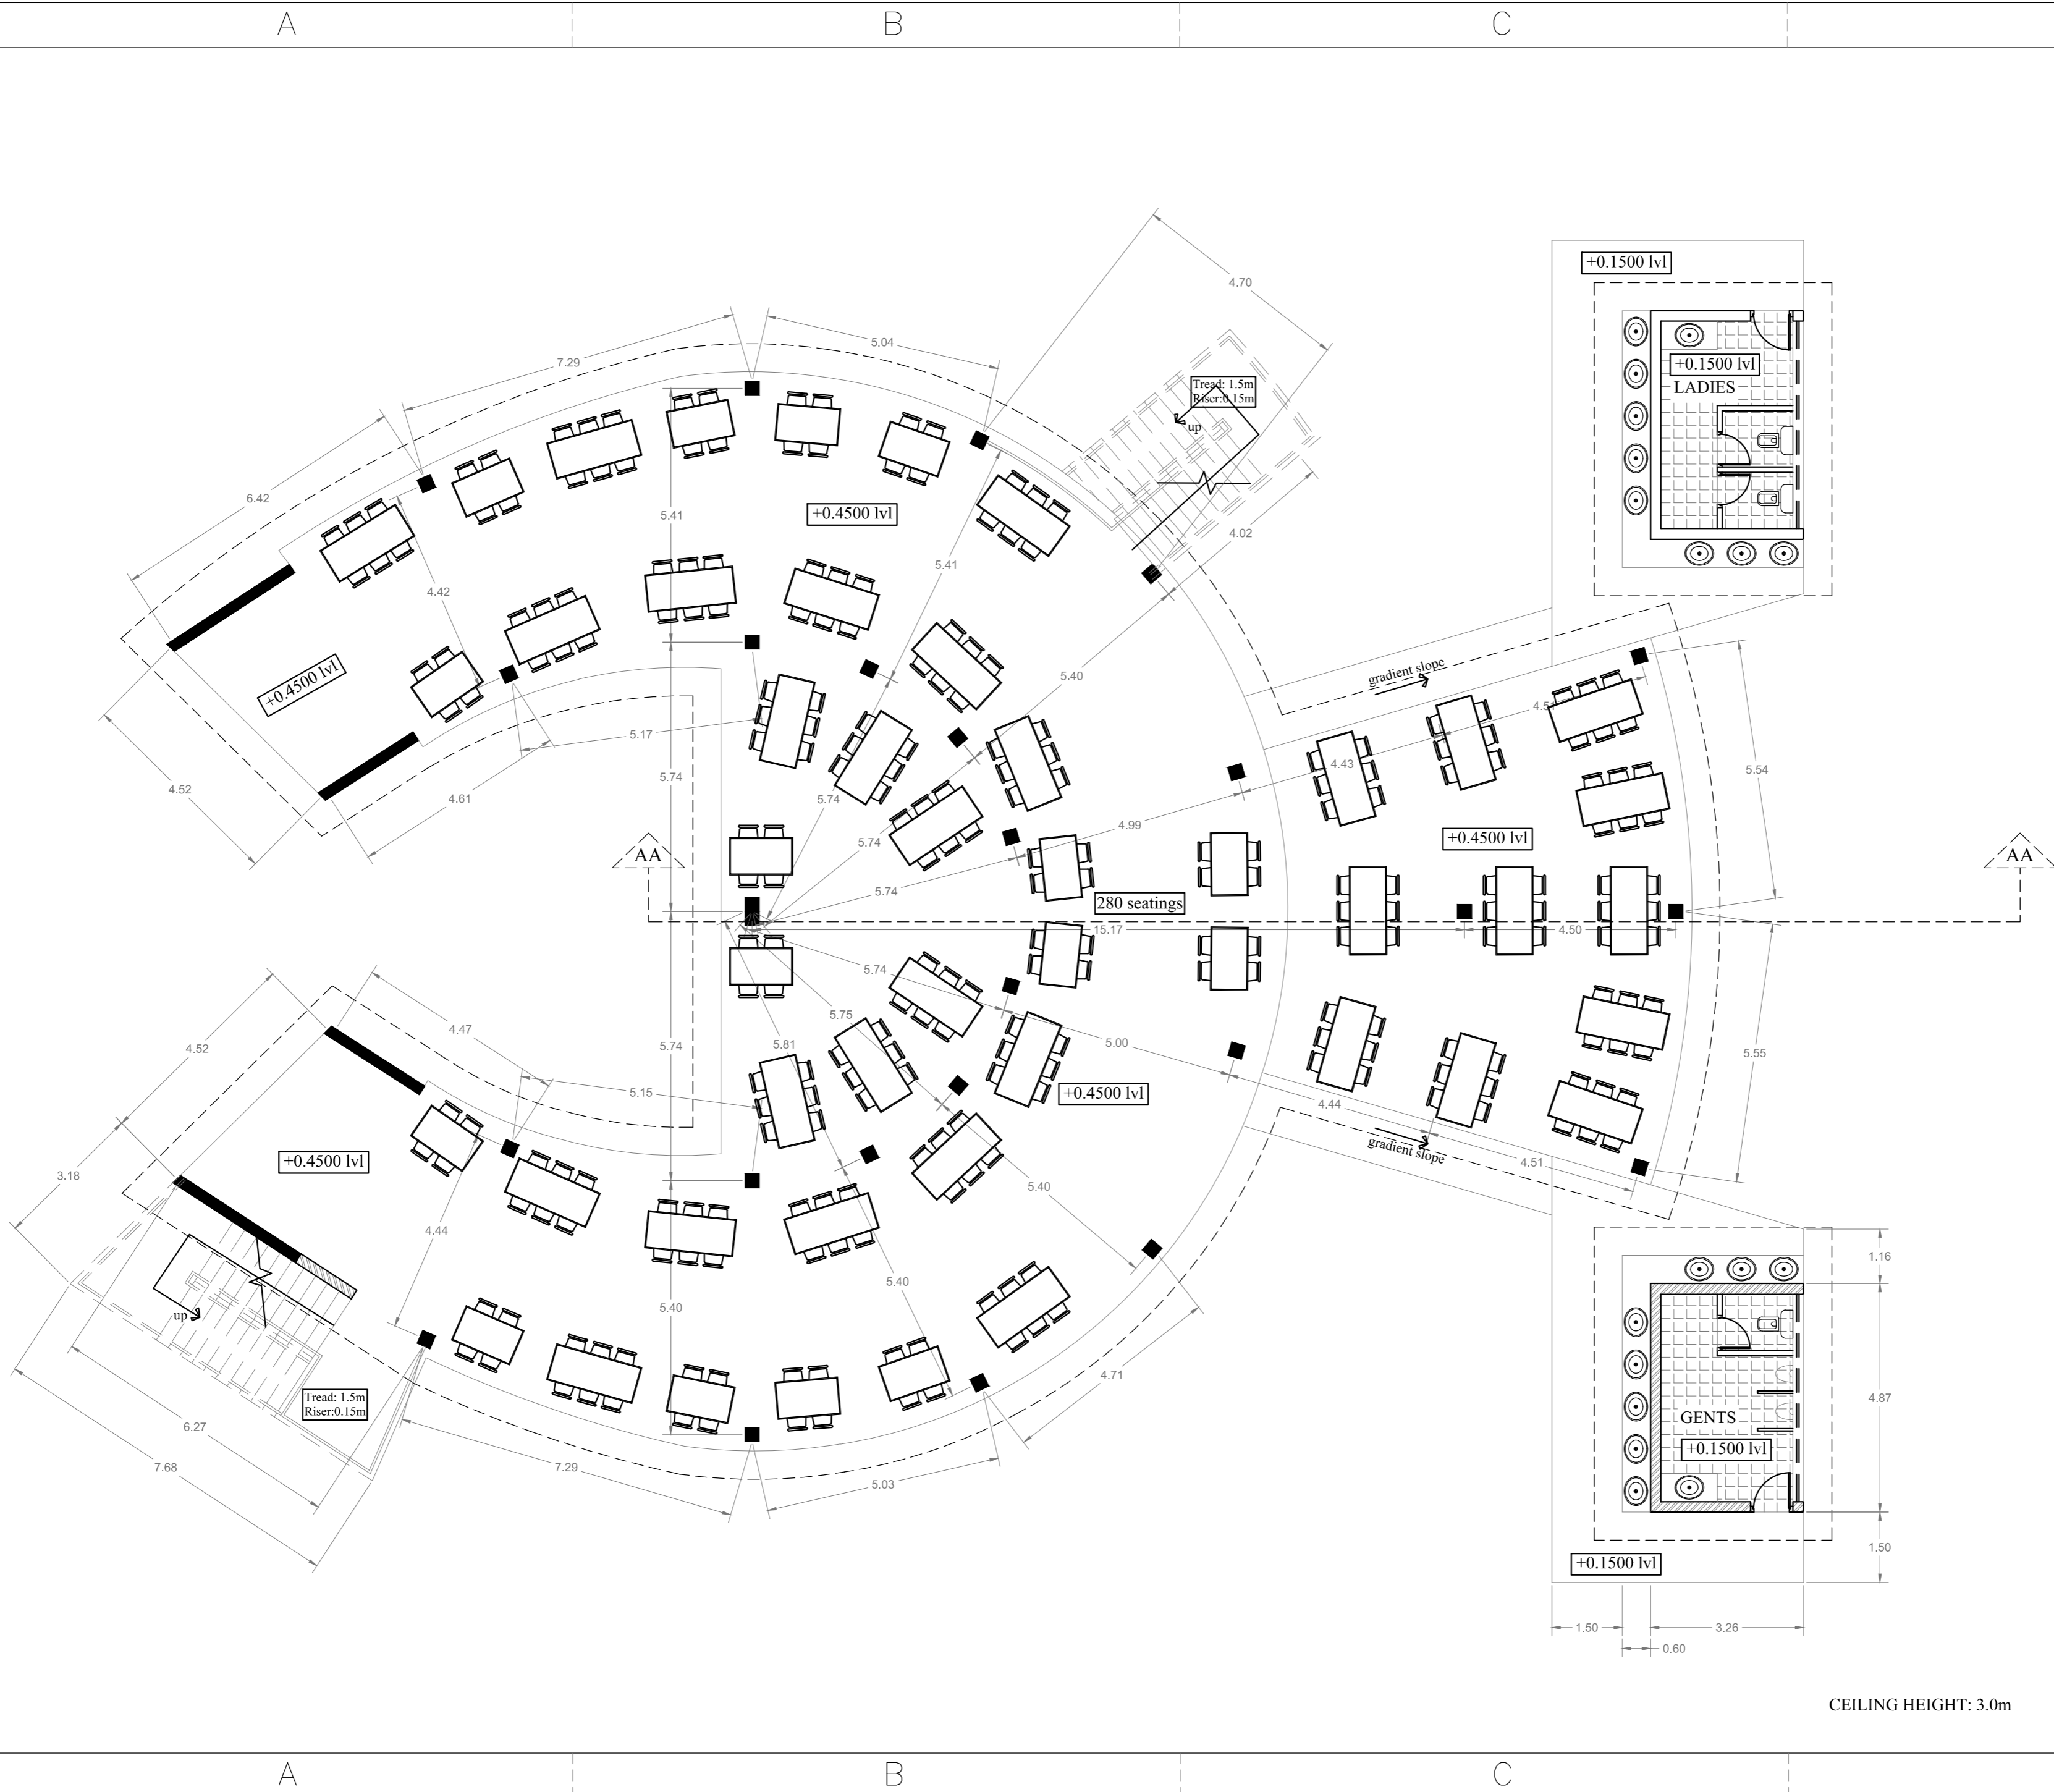 A
B
C
4.70
+0.1500 lvl
7.29
5.04
+0.1500 lvl
LADIES
Tread: 1.5m
Riser:0.15m
up
6.42
5.41
+0.4500 lvl
4.02
5.41
4.42
gradient slope
+0.4500 lvl
5.40
4.51
5.17
4.52
5.74
4.43
5.54
4.61
5.74
4.99
+0.4500 lvl
5.74
AA
AA
5.74
280 seatings
15.17
4.50
5.74
4.47
5.75
4.52
5.74
5.81
5.00
5.55
5.15
+0.4500 lvl
4.44
gradient slope
+0.4500 lvl
4.51
3.18
5.40
4.44
1.16
5.40
5.40
up
4.71
Tread: 1.5m
Riser:0.15m
4.87
GENTS
6.27
+0.1500 lvl
7.68
7.29
5.03
1.50
+0.1500 lvl
1.50
3.26
0.60
CEILING HEIGHT: 3.0m
A
B
C